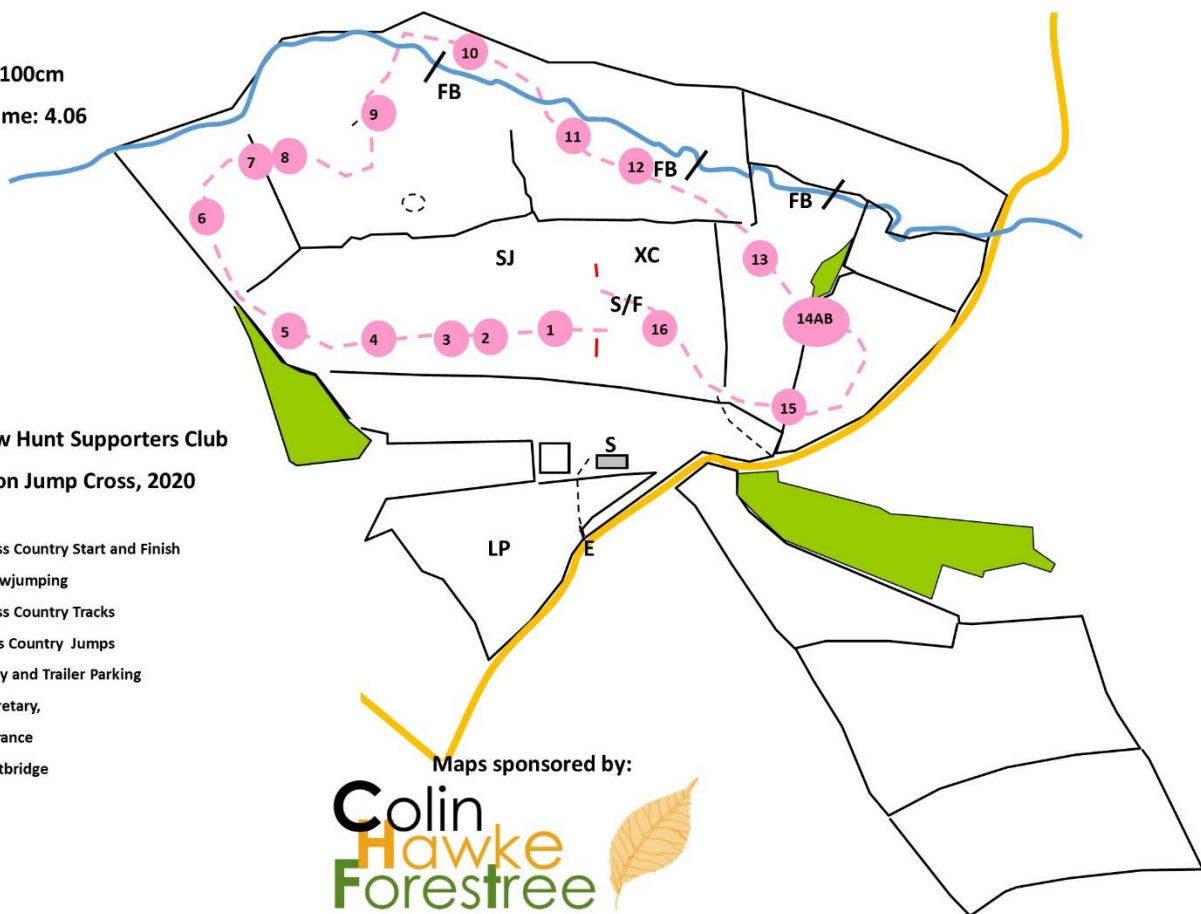 100cm
me: 4.06
10
FB
9
11
7
8
12
FB
FB
6
SJ
XC
13
S/F
14AB
5
4
3
2
1
16
15
w Hunt Supporters Club
S
on Jump Cross, 2020
ss Country Start and Finish
LP
E
wjumping
ss Country Tracks
s Country Jumps
y and Trailer Parking
retary,
rance
tbridge
Maps sponsored by:
Colin
Hawke
Forestree